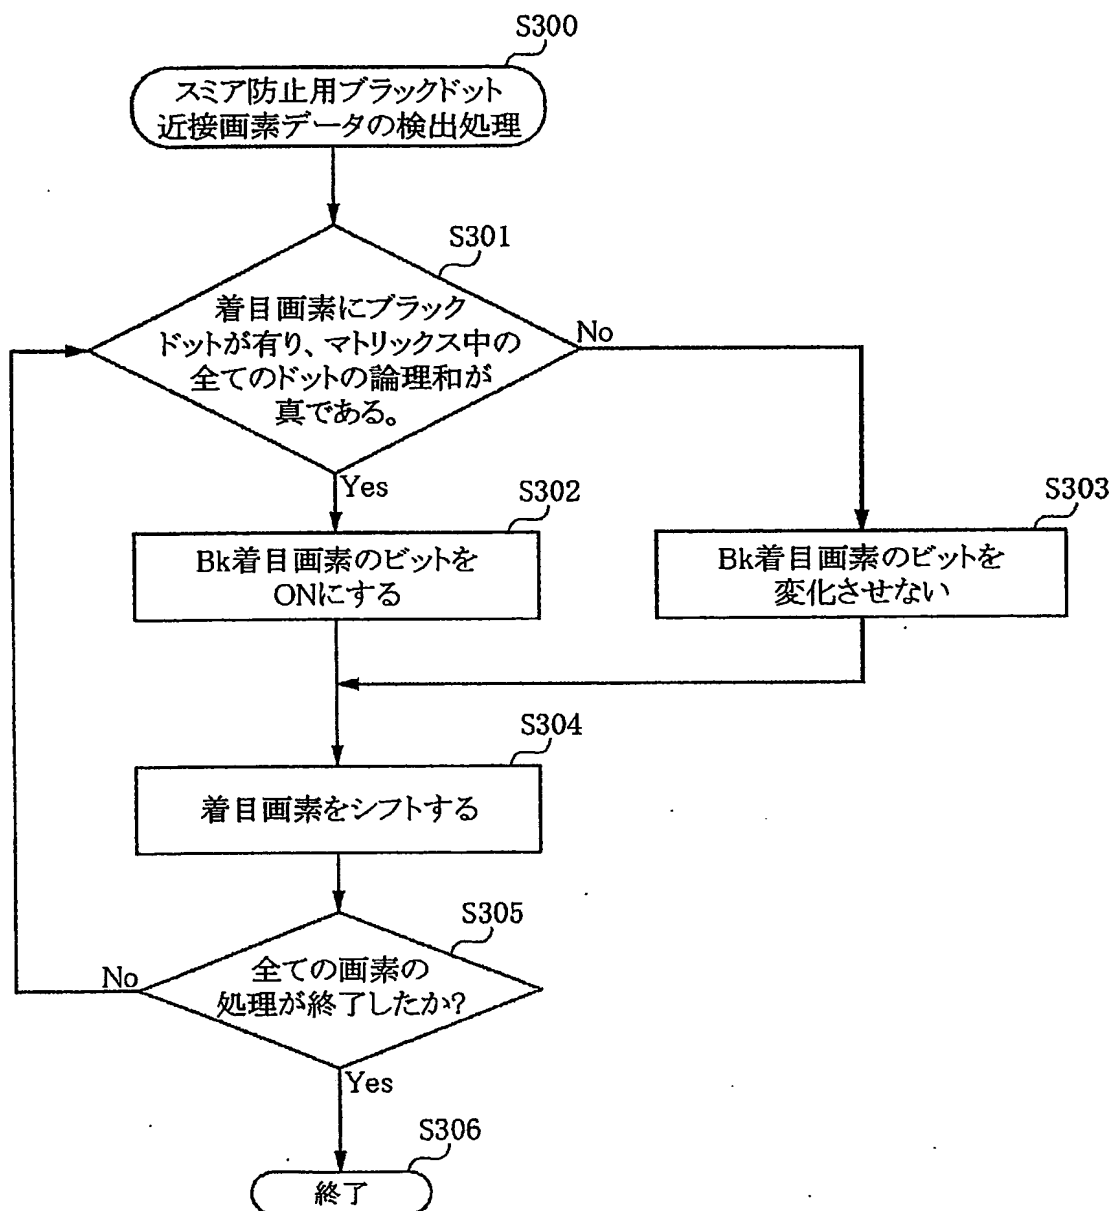 S300
スミア防止用ブラックドット
近接画素データの検出処理
S301
着目画素にブラック
ドットが有り、マトリックス中の
全てのドットの論理和が
真である。
No
Yes
S302
Bk着目画素のビットを
ONにする
S303
Bk着目画素のビットを
変化させない
S304
着目画素をシフトする
S305
全ての画素の
処理が終了したか?
No
Yes
S306
終了